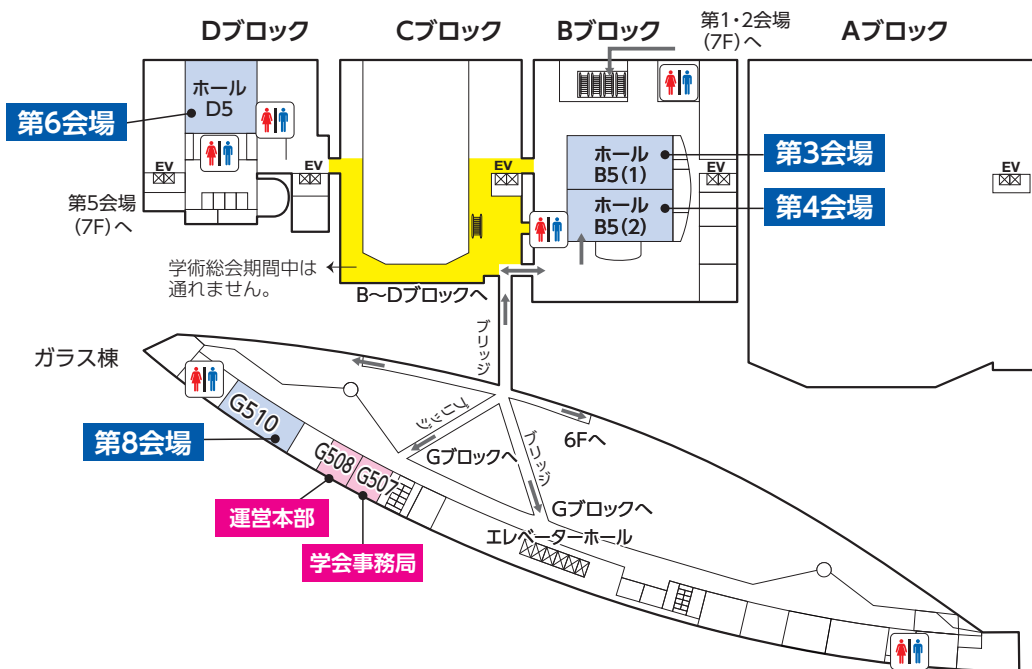 Dブロック
Cブロック
Bブロック
Aブロック
第1・2会場
(7F)へ
ホール
D5
第6会場
EV
EV
EV
EV
EV
ホール
B5(1)
第3会場
ホール
B5(2)
第4会場
第5会場
(7F)へ
学術総会期間中は
通れません。
B〜Dブロックへ
ブリッジ
ガラス棟
G510
第8会場
G508
G507
運営本部
学会事務局
ブリッジ
Gブロックへ
ブリッジ
6Fへ
Gブロックへ
エレベーターホール